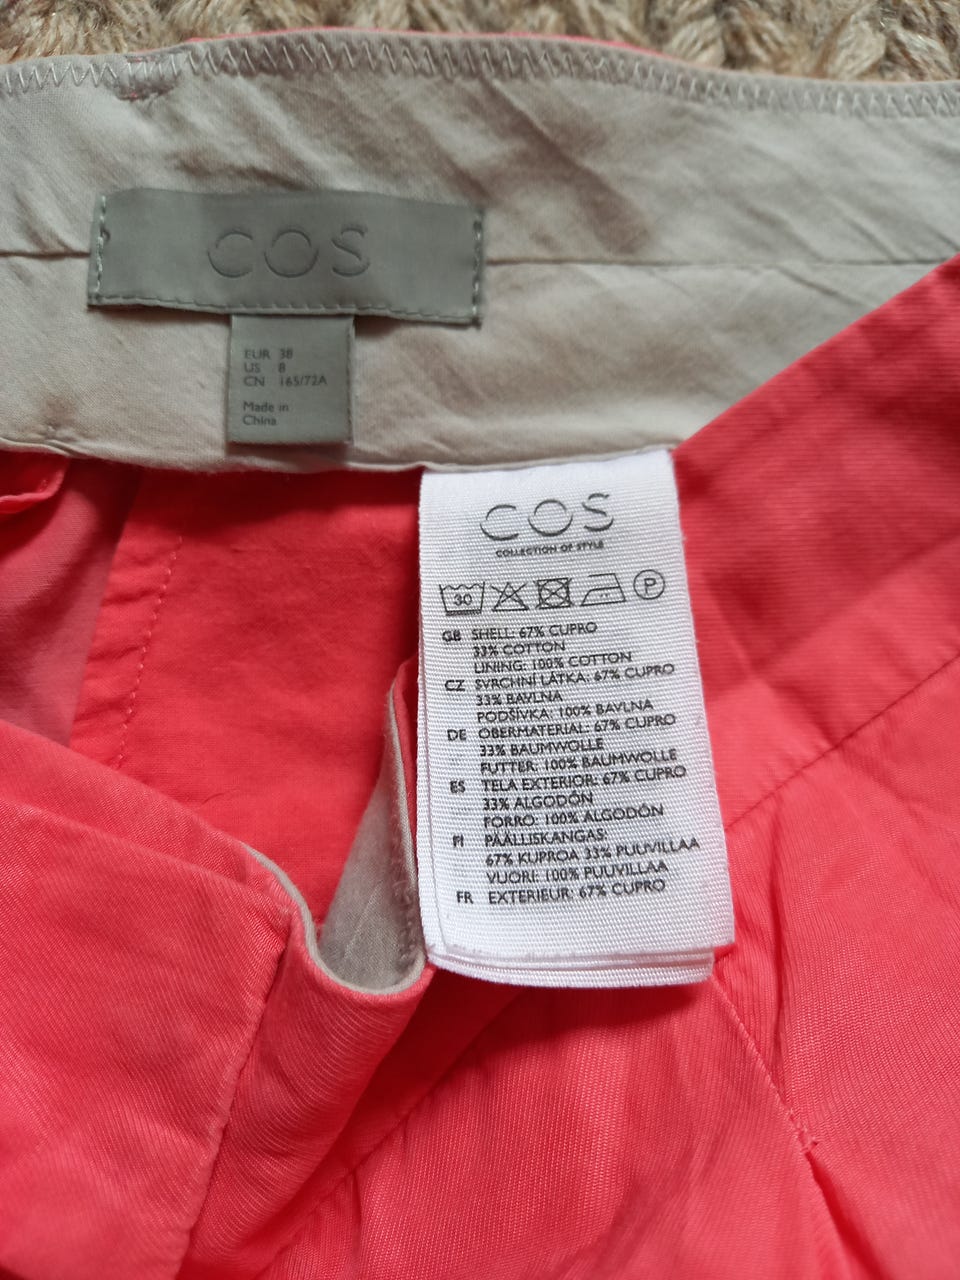 COS
EUR 38
US 8
CN 165/72A
Made in
China
COS
COLLECTION OF STYLE
30 P
GB SHELL: 67% CUPRO
33% COTTON
LINING: 100% COTTON
CZ SVRCHNÍ LÁTKA: 67% CUPRO
33% BAVLNA
PODŠÍVKA: 100% BAVLNA
DE OBERMATERIAL: 67% CUPRO
33% BAUMWOLLE
FUTTER: 100% BAUMWOLLE
ES TELA EXTERIOR: 67% CUPRO
33% ALGODÓN
FORRO: 100% ALGODÓN
FI PÄÄLLISKANGAS:
67% KUPROA 33% PUUVILLAA
VUORI: 100% PUUVILLAA
FR EXTERIEUR: 67% CUPRO